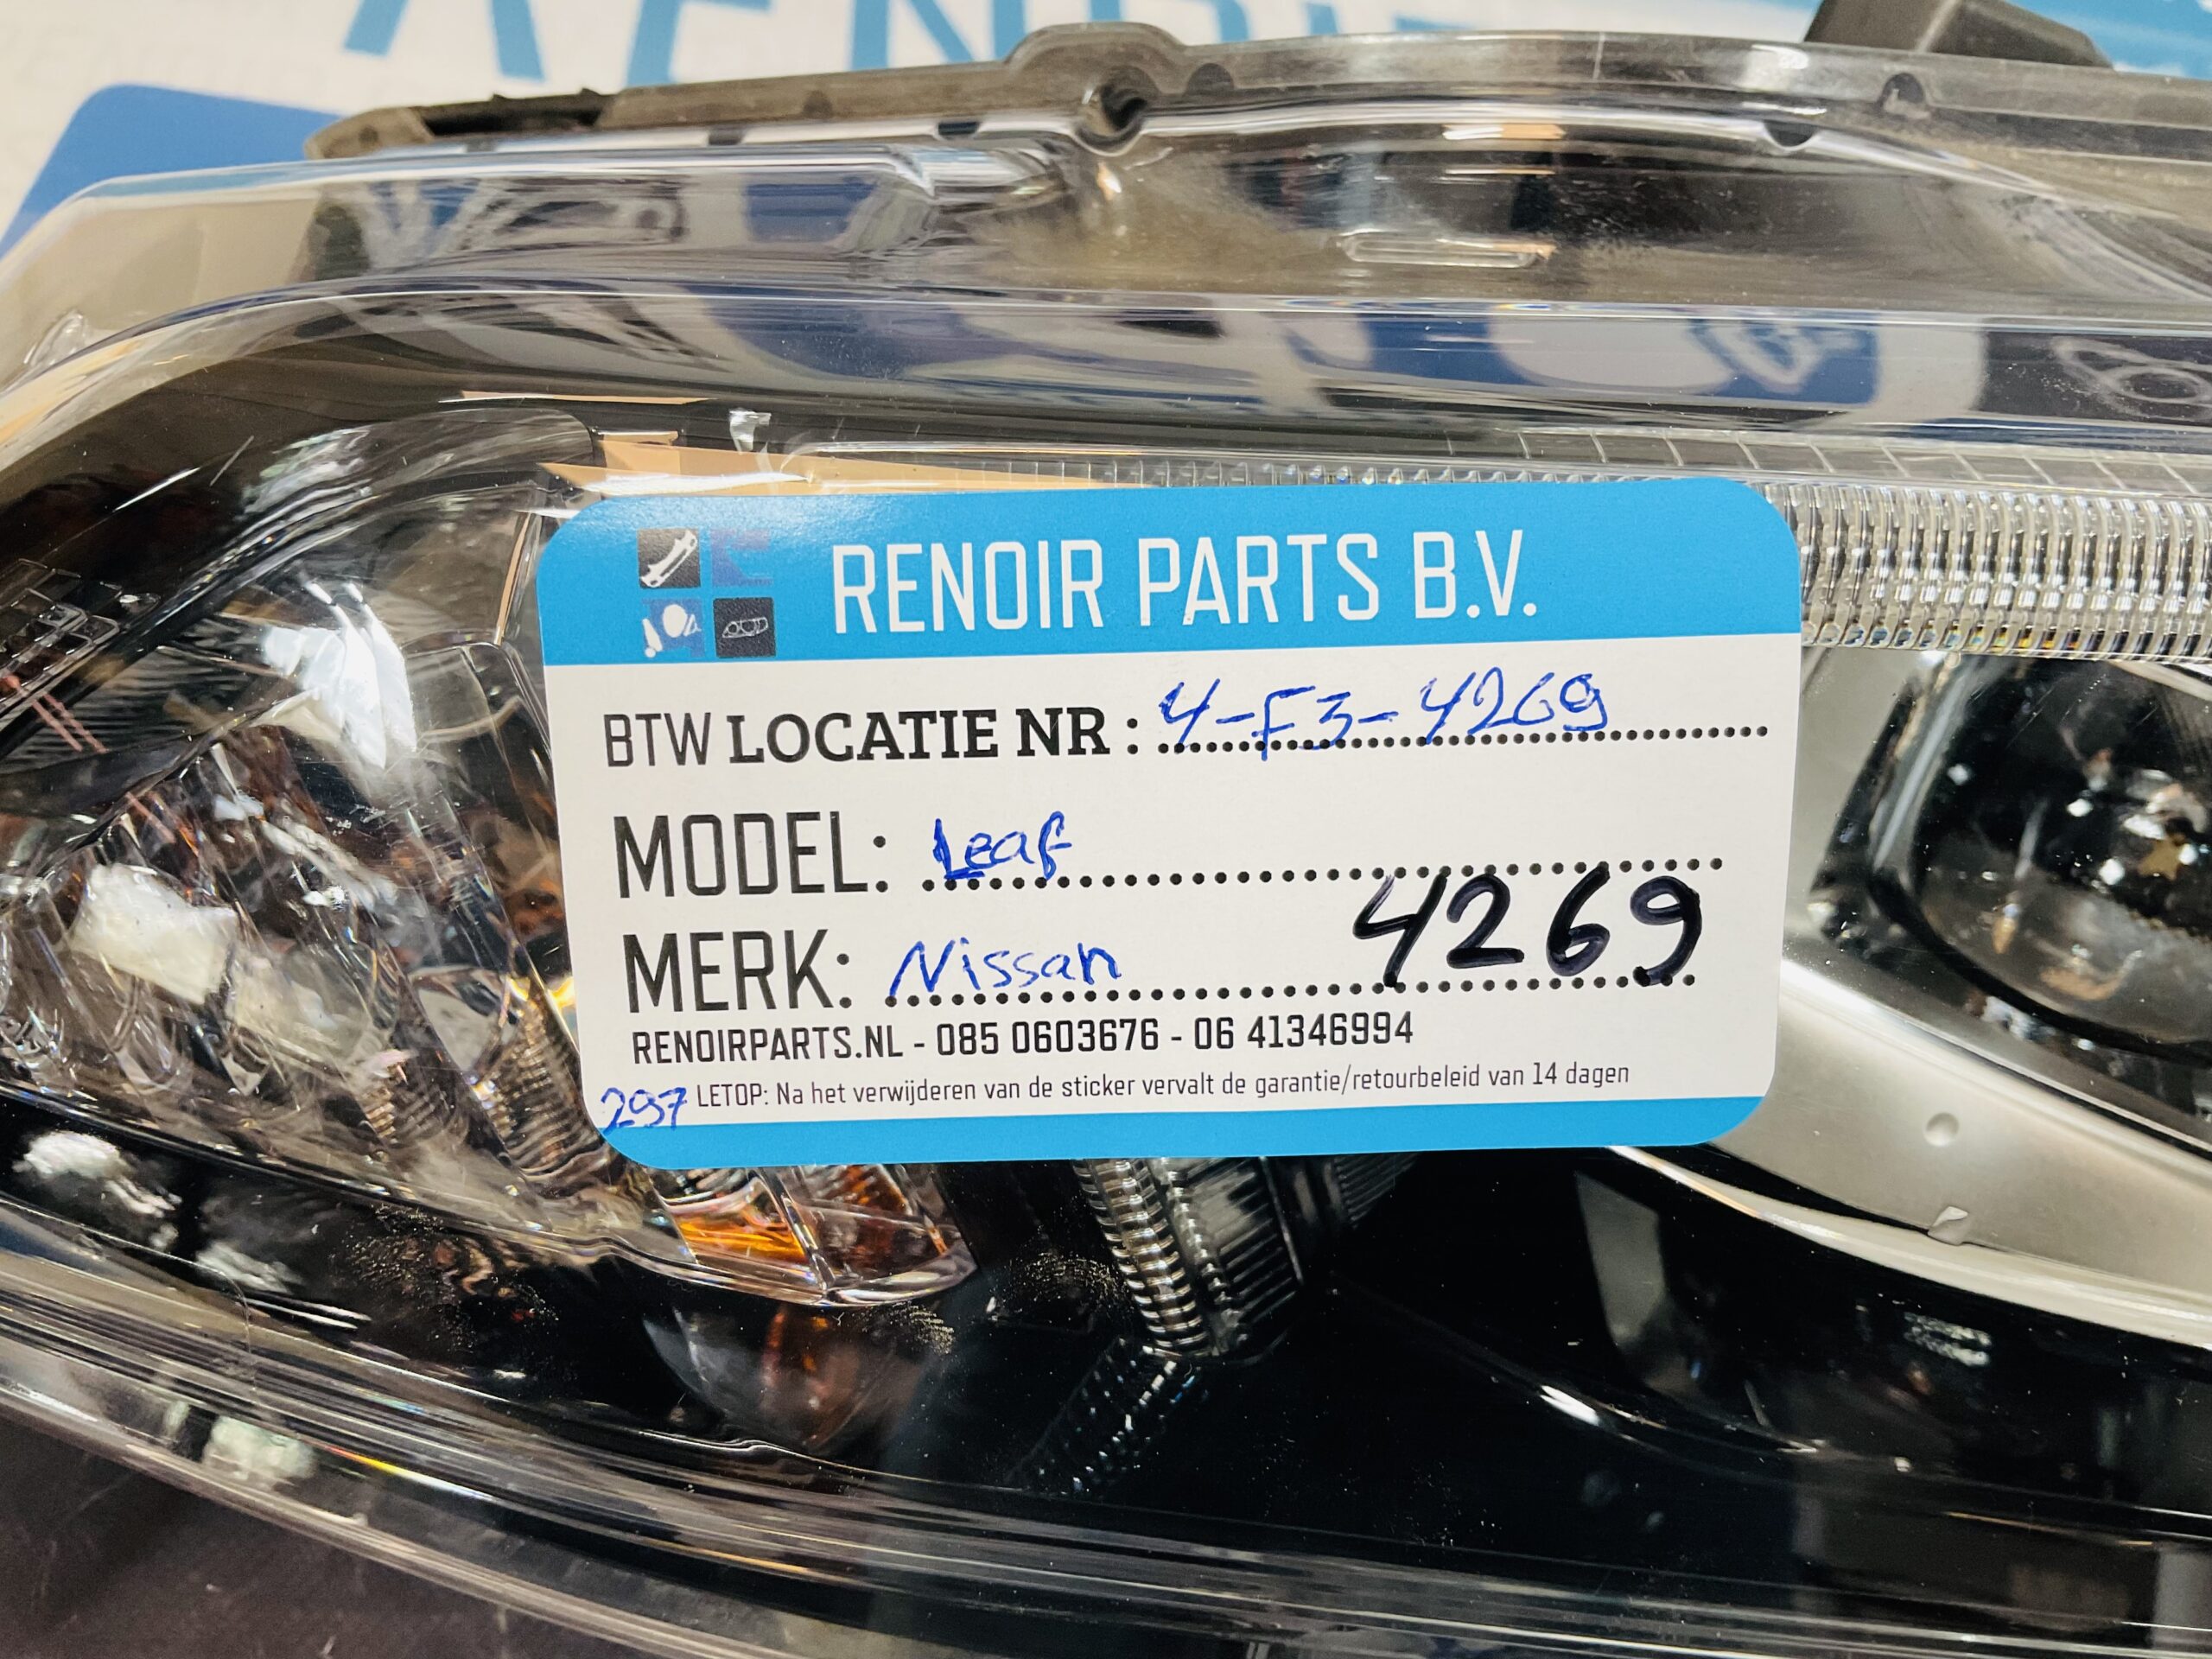 RENOIR PARTS B.V.
BTW LOCATIE NR : 4-F3-4269
MODEL: Leaf
4269
MERK: Nissan
RENOIRPARTS.NL - 085 0603676 - 06 41346994
297 LETOP: Na het verwijderen van de sticker vervalt de garantie/retourbeleid van 14 dagen